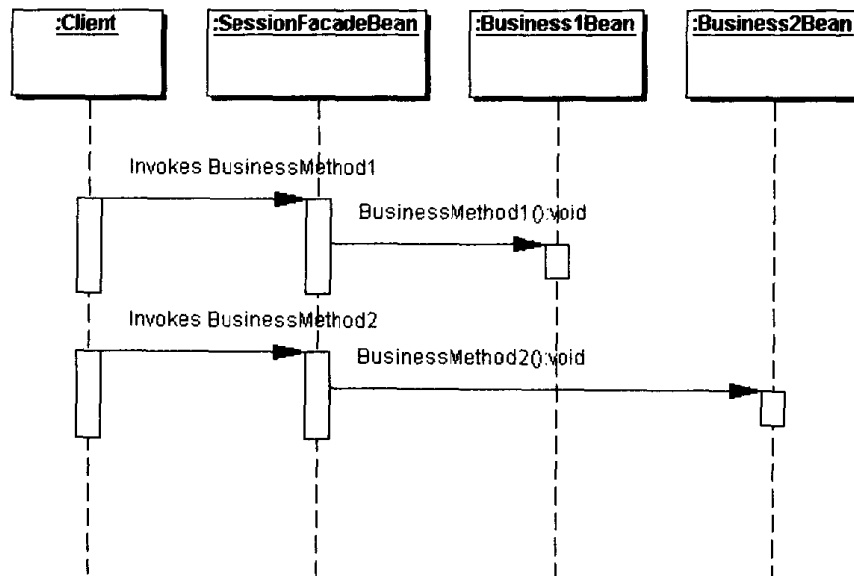 :Client
:SessionFacadeBean
:Business1Bean
:Business2Bean
Invokes BusinessMethod1
BusinessMethod1():void
Invokes BusinessMethod2
BusinessMethod2():void